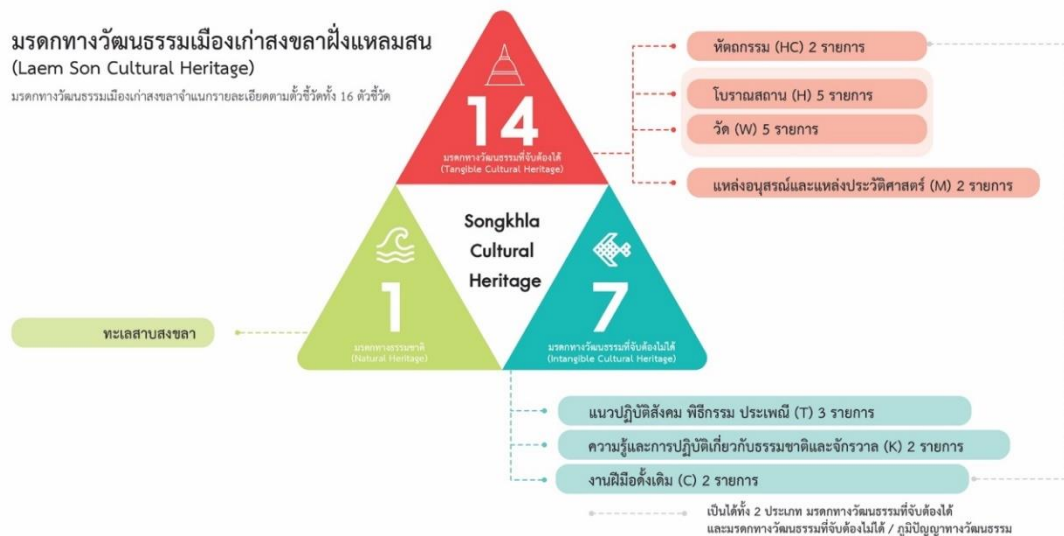 มรดกทางวัฒนธรรมเมืองเก่าสงขลาฝั่งแหลมสน
(Laem Son Cultural Heritage)
มรดกทางวัฒนธรรมเมืองเก่าสงขลาจำแนกรายละเอียดตามตั้วชี้วัดทั้ง 16 ตัวชี้วัด
14
มรดกทางวัฒนธรรมที่จับต้องได้
(Tangible Cultural Heritage)
หัตถกรรม (HC) 2 รายการ
โบราณสถาน (H) 5 รายการ
วัด (W) 5 รายการ
แหล่งอนุสรณ์และแหล่งประวัติศาสตร์ (M) 2 รายการ
Songkhla
Cultural
Heritage
ทะเลสาบสงขลา
1
มรดกทางธรรมชาติ
(Natural Heritage)
7
มรดกทางวัฒนธรรมที่จับต้องไม่ได้
(Intangible Cultural Heritage)
แนวปฏิบัติสังคม พิธีกรรม ประเพณี (T) 3 รายการ
ความรู้และการปฏิบัติเกี่ยวกับธรรมชาติและจักรวาล (K) 2 รายการ
งานฝีมือดั้งเดิม (C) 2 รายการ
เป็นได้ทั้ง 2 ประเภท มรดกทางวัฒนธรรมที่จับต้องได้
และมรดกทางวัฒนธรรมที่จับต้องไม่ได้ / ภูมิปัญญาทางวัฒนธรรม